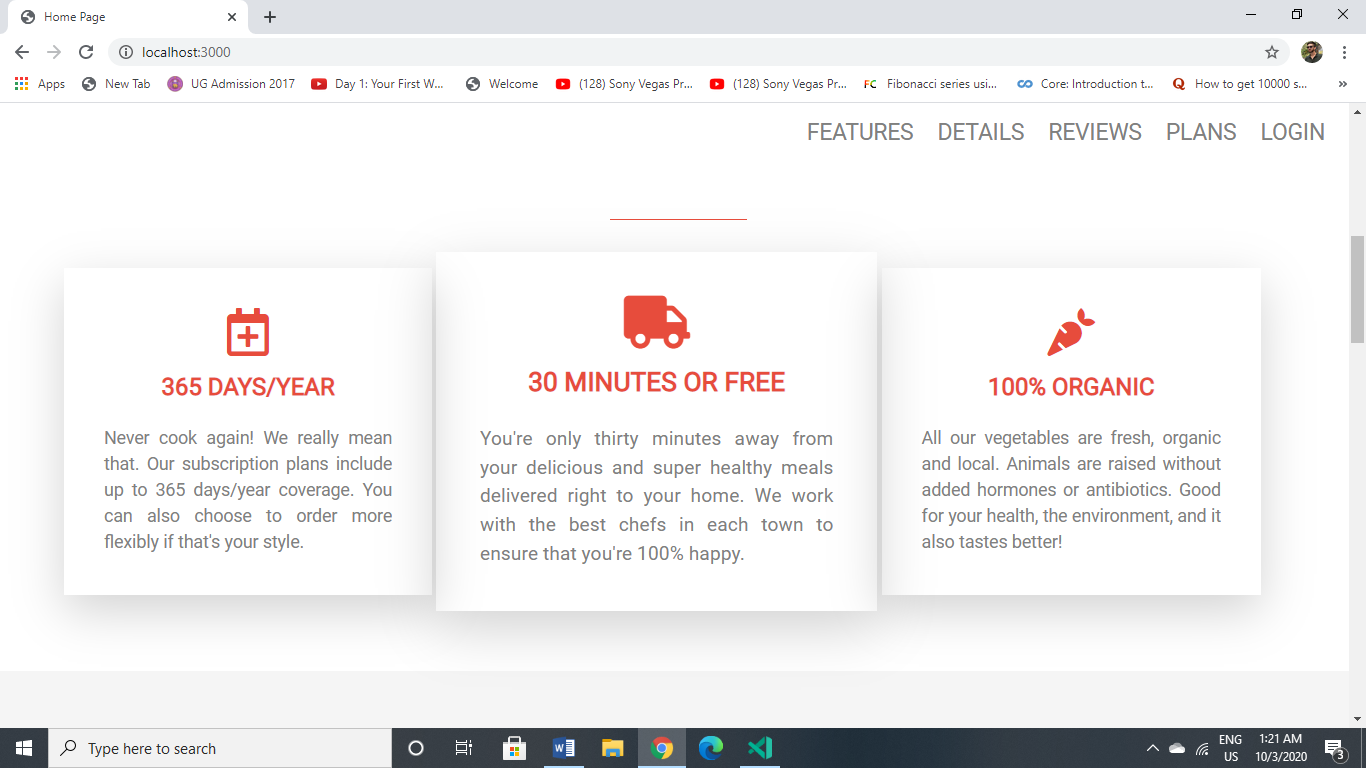 Home Page
localhost:3000
Apps
New Tab
UG Admission 2017
Day 1: Your First W...
Welcome
(128) Sony Vegas Pr...
(128) Sony Vegas Pr...
FC
Fibonacci series usi...
Core: Introduction t...
Q
How to get 10000 s...
»
FEATURES DETAILS REVIEWS PLANS LOGIN
365 DAYS/YEAR
Never cook again! We really mean
that. Our subscription plans include
up to 365 days/year coverage. You
can also choose to order more
flexibly if that's your style.
30 MINUTES OR FREE
You're only thirty minutes away from
your delicious and super healthy meals
delivered right to your home. We work
with the best chefs in each town to
ensure that you're 100% happy.
100% ORGANIC
All our vegetables are fresh, organic
and local. Animals are raised without
added hormones or antibiotics. Good
for your health, the environment, and it
also tastes better!
Type here to search
W
ENG
US
1:21 AM
10/3/2020
3